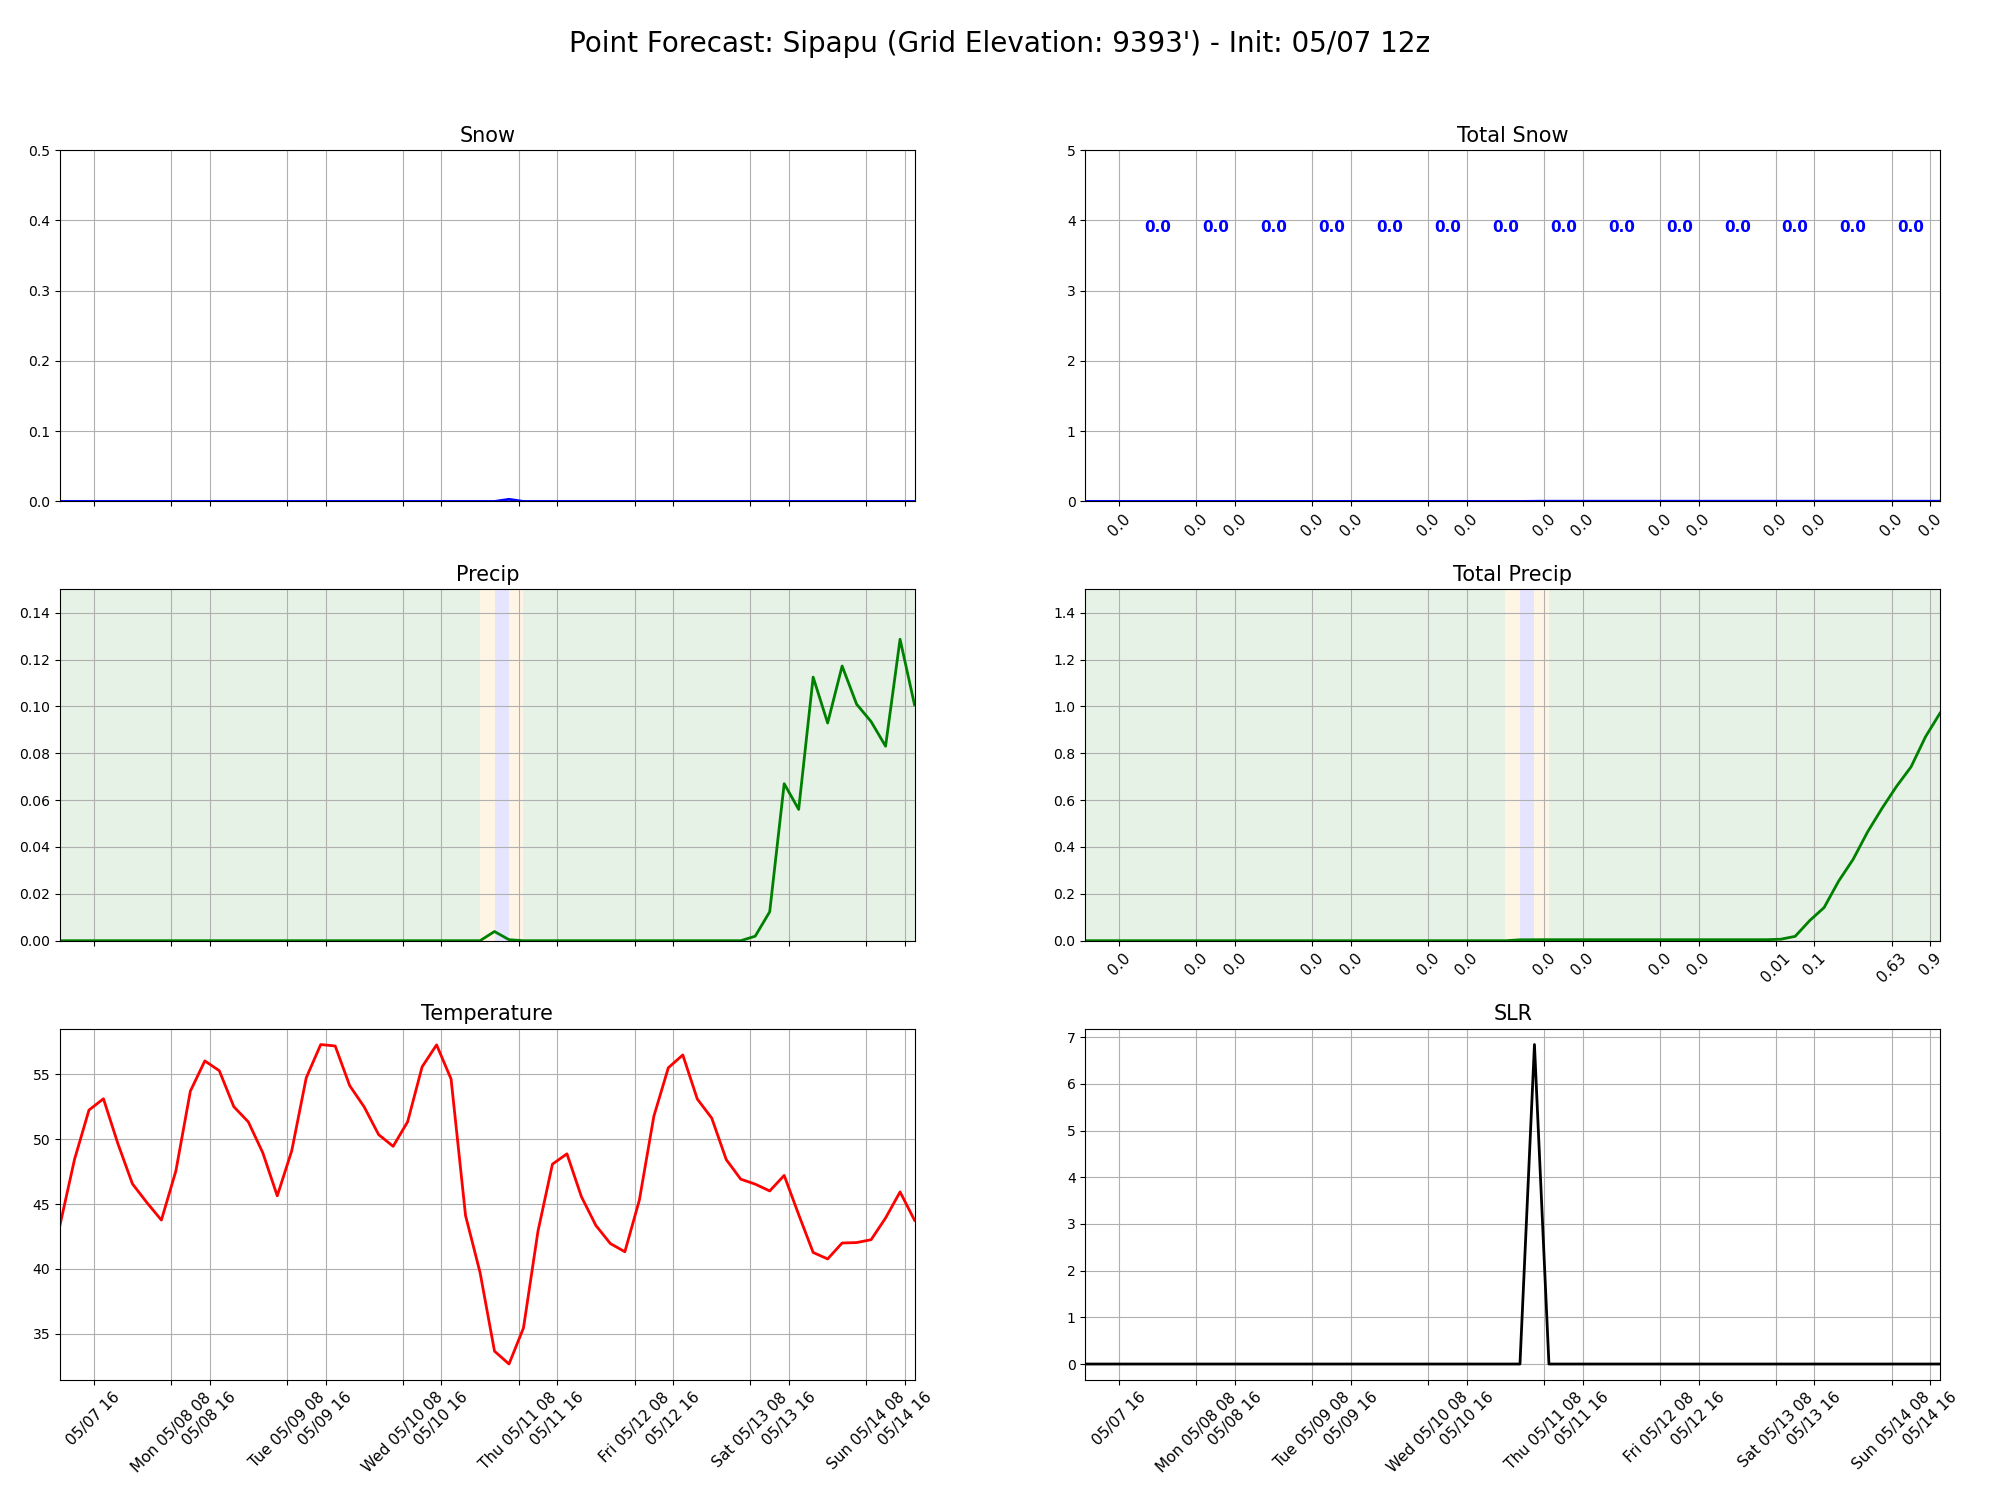 Point Forecast: Sipapu (Grid Elevation: 9393') - Init: 05/07 12z
Snow
0.5
0.4
0.3
0.2
0.1
0.0
Total Snow
5
4
3
2
1
0
0.0 0.0 0.0 0.0 0.0 0.0 0.0 0.0 0.0 0.0 0.0 0.0 0.0 0.0
0.0 0.0 0.0 0.0 0.0 0.0 0.0 0.0 0.0 0.0 0.0 0.0 0.0 0.0 0.0
Precip
0.14
0.12
0.10
0.08
0.06
0.04
0.02
0.00
Total Precip
1.4
1.2
1.0
0.8
0.6
0.4
0.2
0.0
0.0 0.0 0.0 0.0 0.0 0.0 0.0 0.0 0.0 0.0 0.0 0.01 0.1 0.63 0.9
Temperature
55
50
45
40
35
05/07 16
Mon 05/08 08
05/08 16
Tue 05/09 08
05/09 16
Wed 05/10 08
05/10 16
Thu 05/11 08
05/11 16
Fri 05/12 08
05/12 16
Sat 05/13 08
05/13 16
Sun 05/14 08
05/14 16
SLR
7
6
5
4
3
2
1
0
05/07 16
Mon 05/08 08
05/08 16
Tue 05/09 08
05/09 16
Wed 05/10 08
05/10 16
Thu 05/11 08
05/11 16
Fri 05/12 08
05/12 16
Sat 05/13 08
05/13 16
Sun 05/14 08
05/14 16